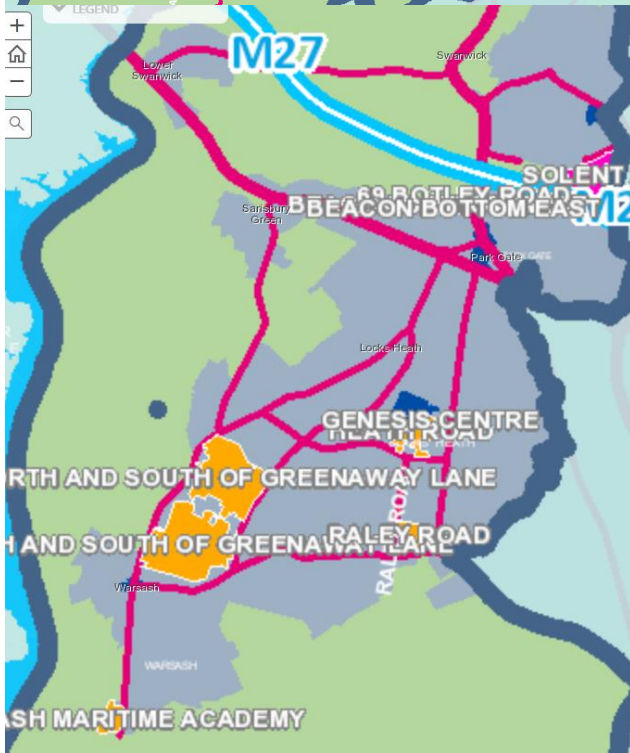 LEGEND
M27
Swanwick
Lower
Swanwick
SOLENT
69 BOTLEY ROAD
BEACON BOTTOM EAST
M2
Sarisbury
Green
Park Gate
Locks Heath
GENESIS CENTRE
HEATH ROAD
HEATH
RTH AND SOUTH OF GREENAWAY LANE
H AND SOUTH OF GREENAWAY LANE
RALEY ROAD
Warsash
WARSASH
ASH MARITIME ACADEMY